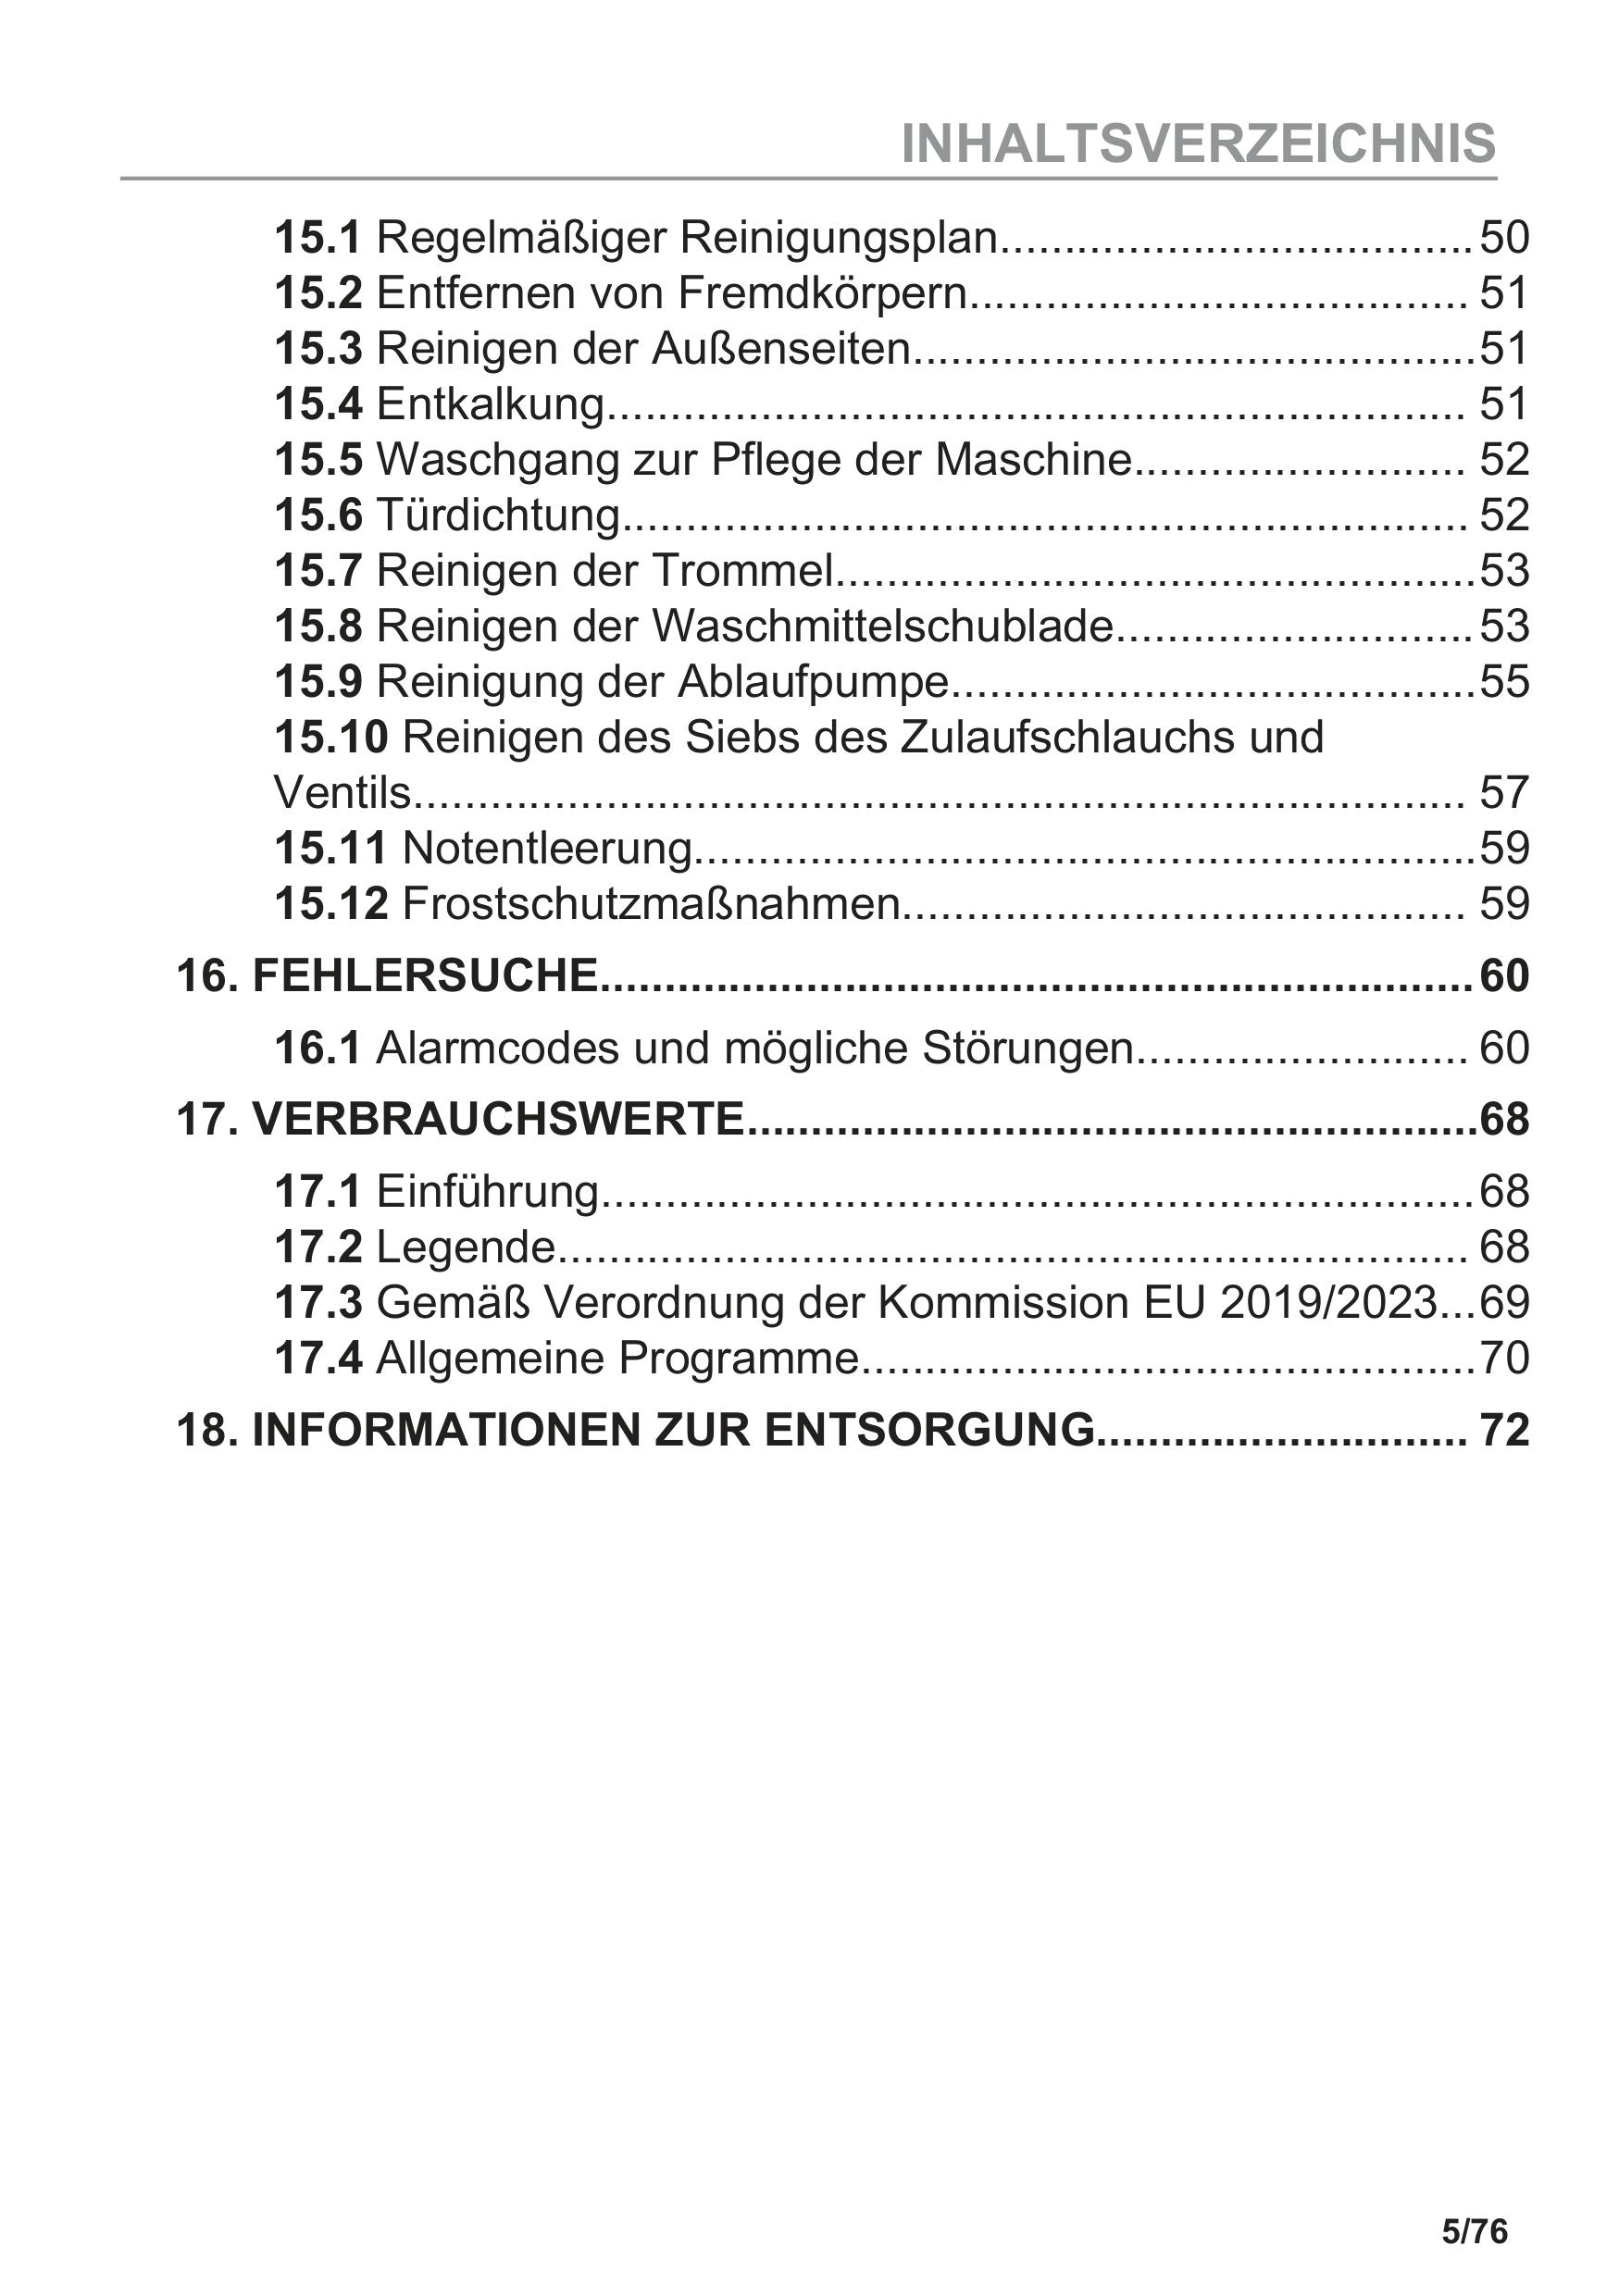 INHALTSVERZEICHNIS
15.1 Regelmäßiger Reinigungsplan..................................... 50
15.2 Entfernen von Fremdkörpern....................................... 51
15.3 Reinigen der Außenseiten............................................51
15.4 Entkalkung................................................................... 51
15.5 Waschgang zur Pflege der Maschine.......................... 52
15.6 Türdichtung.................................................................. 52
15.7 Reinigen der Trommel..................................................53
15.8 Reinigen der Waschmittelschublade............................53
15.9 Reinigung der Ablaufpumpe.........................................55
15.10 Reinigen des Siebs des Zulaufschlauchs und
Ventils.................................................................................. 57
15.11 Notentleerung.............................................................59
15.12 Frostschutzmaßnahmen............................................ 59
16. FEHLERSUCHE....................................................................60
16.1 Alarmcodes und mögliche Störungen.......................... 60
17. VERBRAUCHSWERTE.........................................................68
17.1 Einführung....................................................................68
17.2 Legende....................................................................... 68
17.3 Gemäß Verordnung der Kommission EU 2019/2023...69
17.4 Allgemeine Programme................................................70
18. INFORMATIONEN ZUR ENTSORGUNG............................. 72
5/76